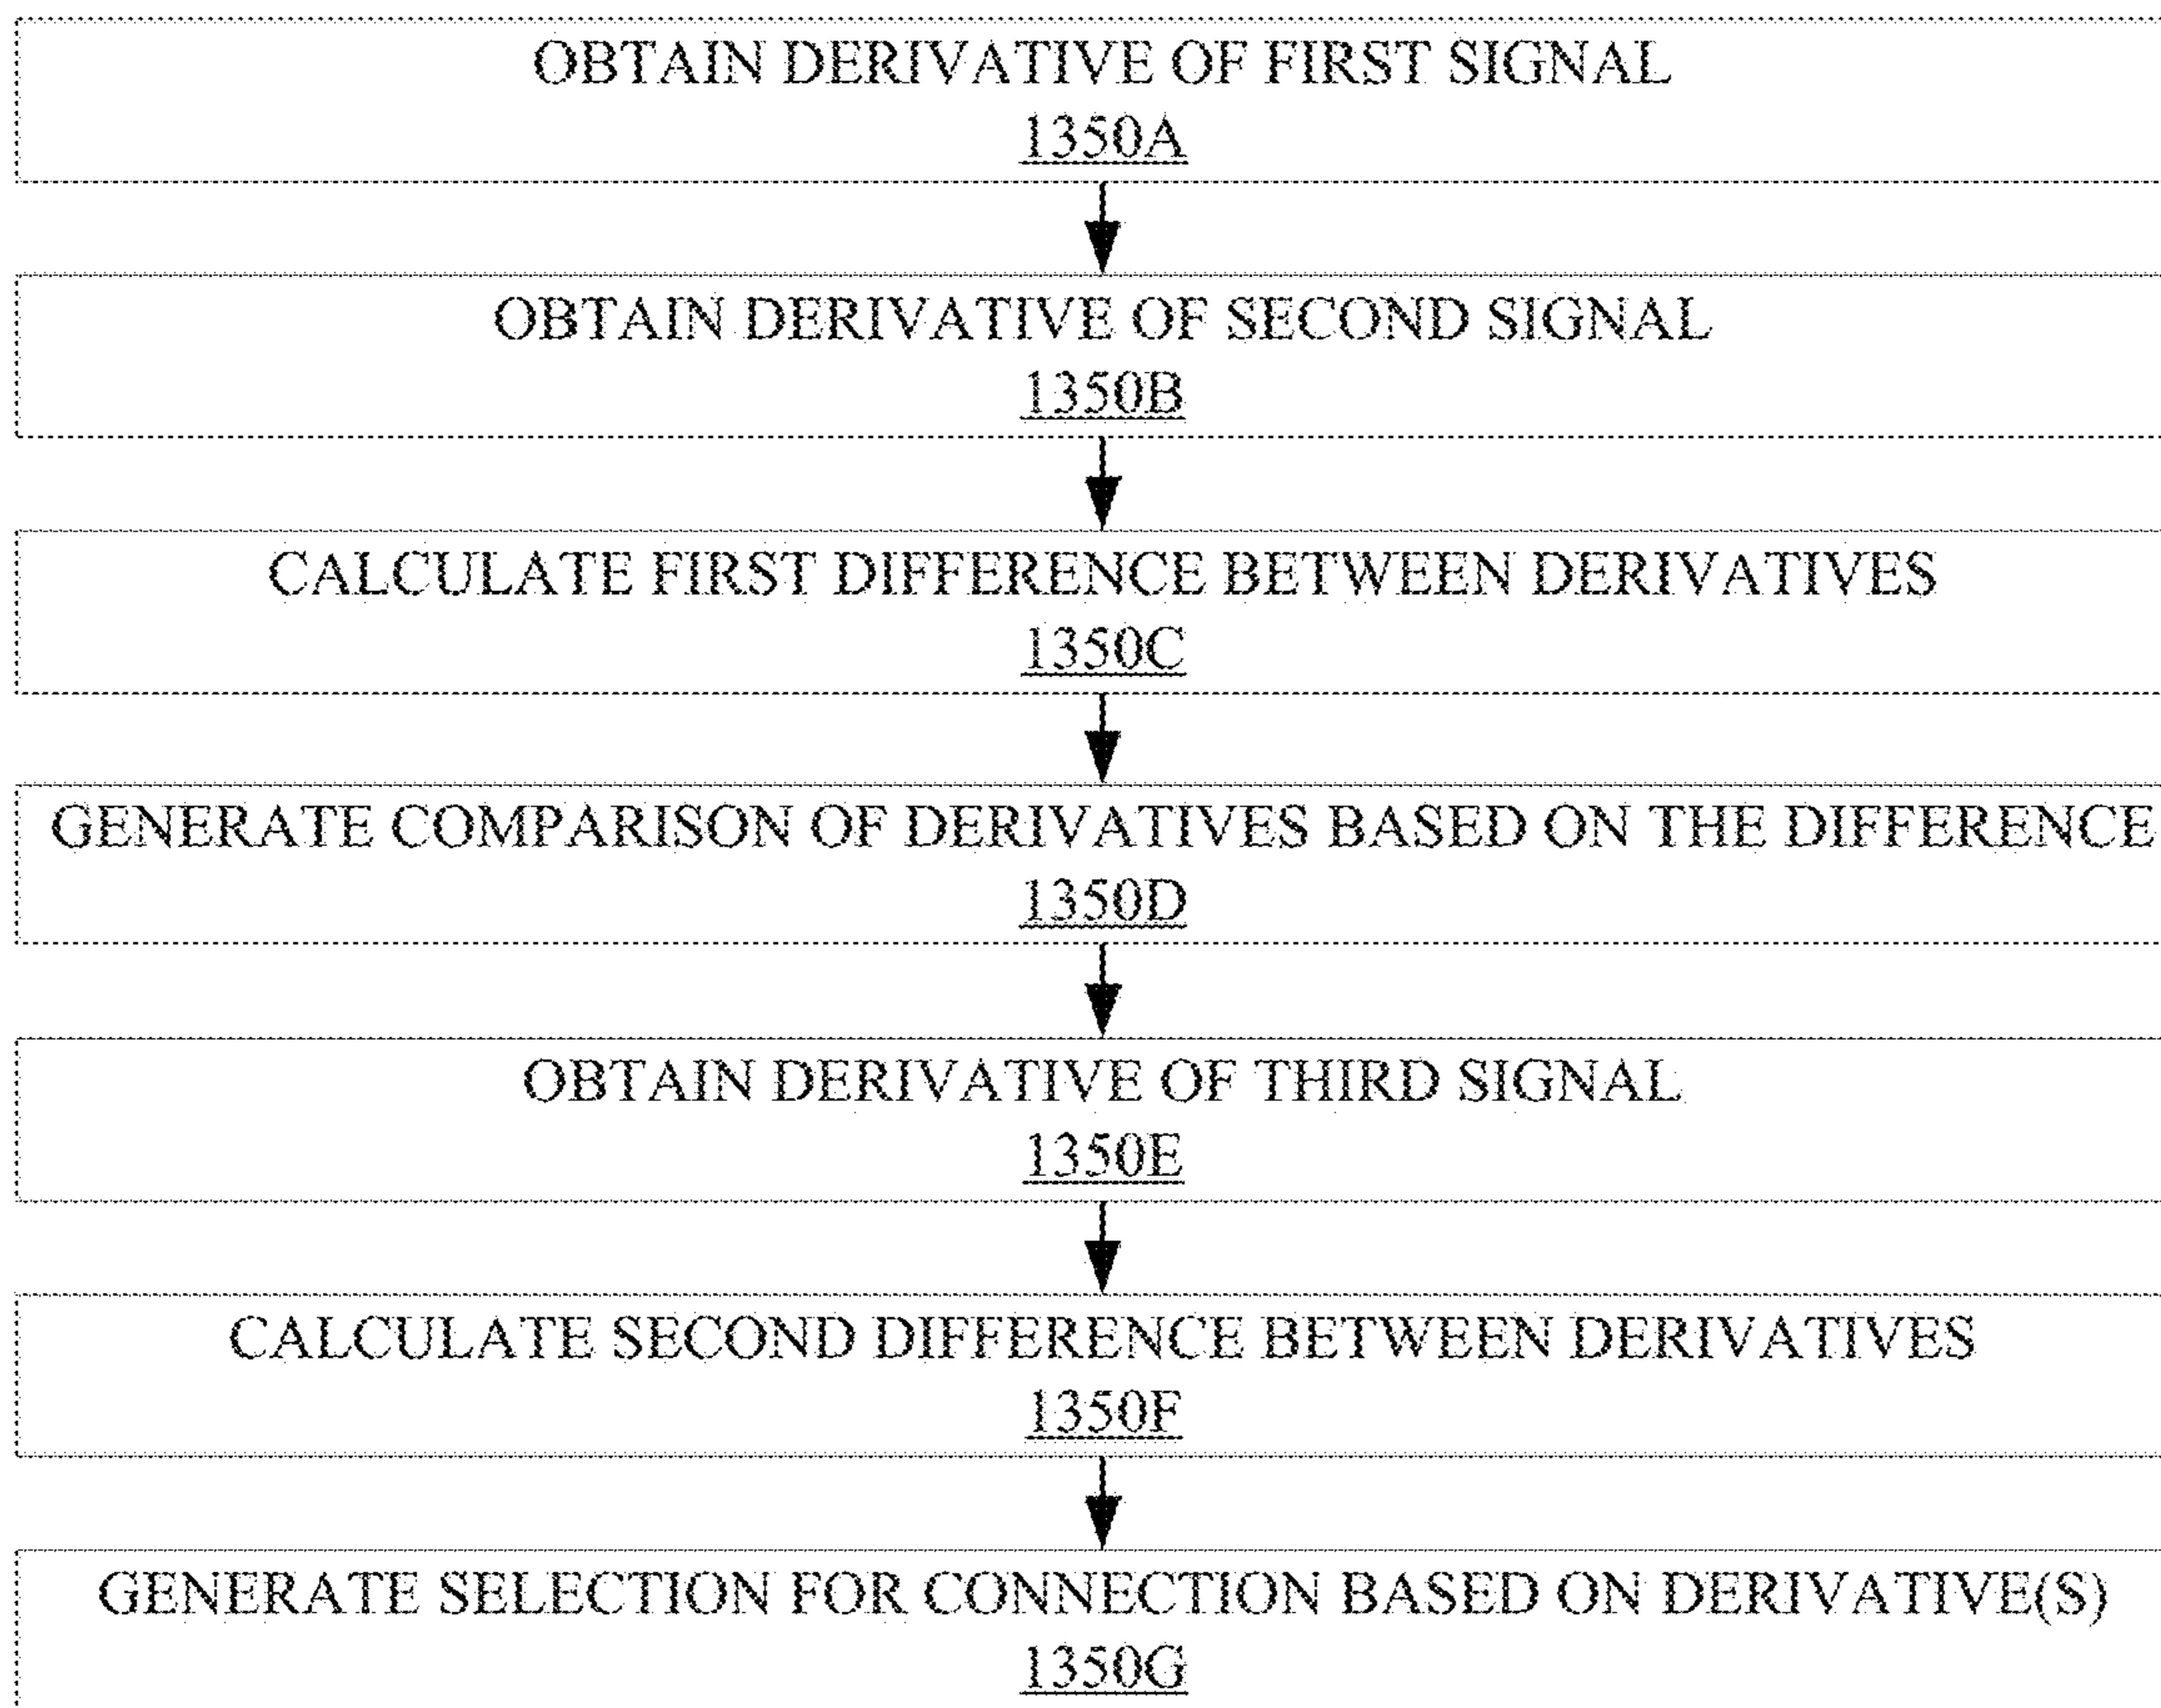 OBTAIN DERIVATIVE OF FIRST SIGNAL
1350A
OBTAIN DERIVATIVE OF SECOND SIGNAL
1350B
CALCULATE FIRST DIFFERENCE BETWEEN DERIVATIVES
1350C
GENERATE COMPARISON OF DERIVATIVES BASED ON THE DIFFERENCE
1350D
OBTAIN DERIVATIVE OF THIRD SIGNAL
1350E
CALCULATE SECOND DIFFERENCE BETWEEN DERIVATIVES
1350F
GENERATE SELECTION FOR CONNECTION BASED ON DERIVATIVE(S)
1350G